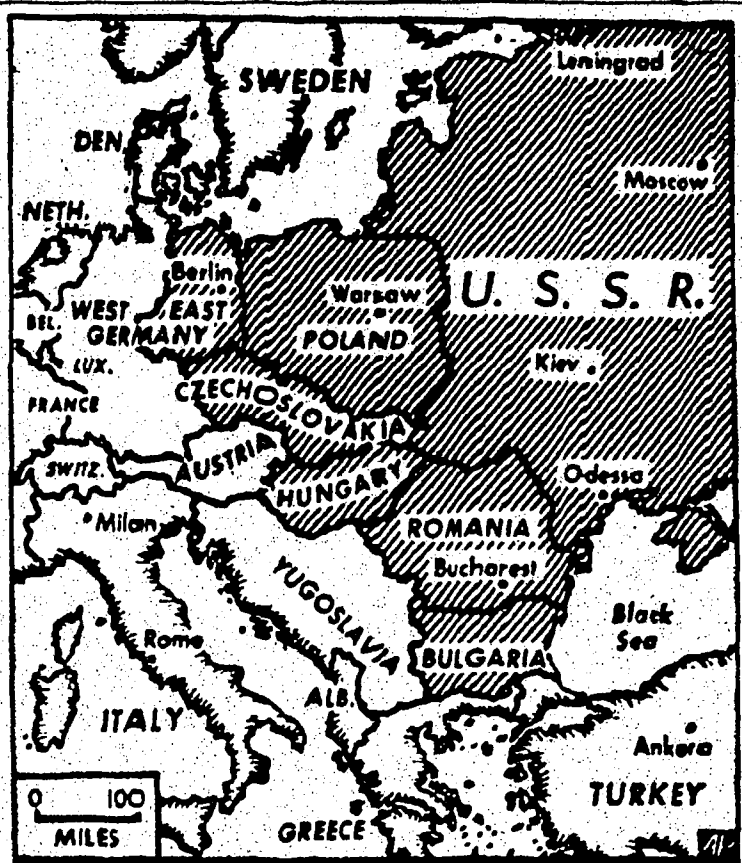 Leningrad
SWEDEN
DEN.
Moscow
NETH.
Berlin
Warsaw
U. S. S. R.
WEST
GERMANY
EAST
BEL.
POLAND
LUX.
Kiev
CZECHOSLOVAKIA
FRANCE
AUSTRIA
SWITZ.
HUNGARY
Odessa
Milan
ROMANIA
YUGOSLAVIA
Bucharest
Black
Sea
Rome
BULGARIA
ALB.
ITALY
Ankara
TURKEY
0 100
MILES
GREECE